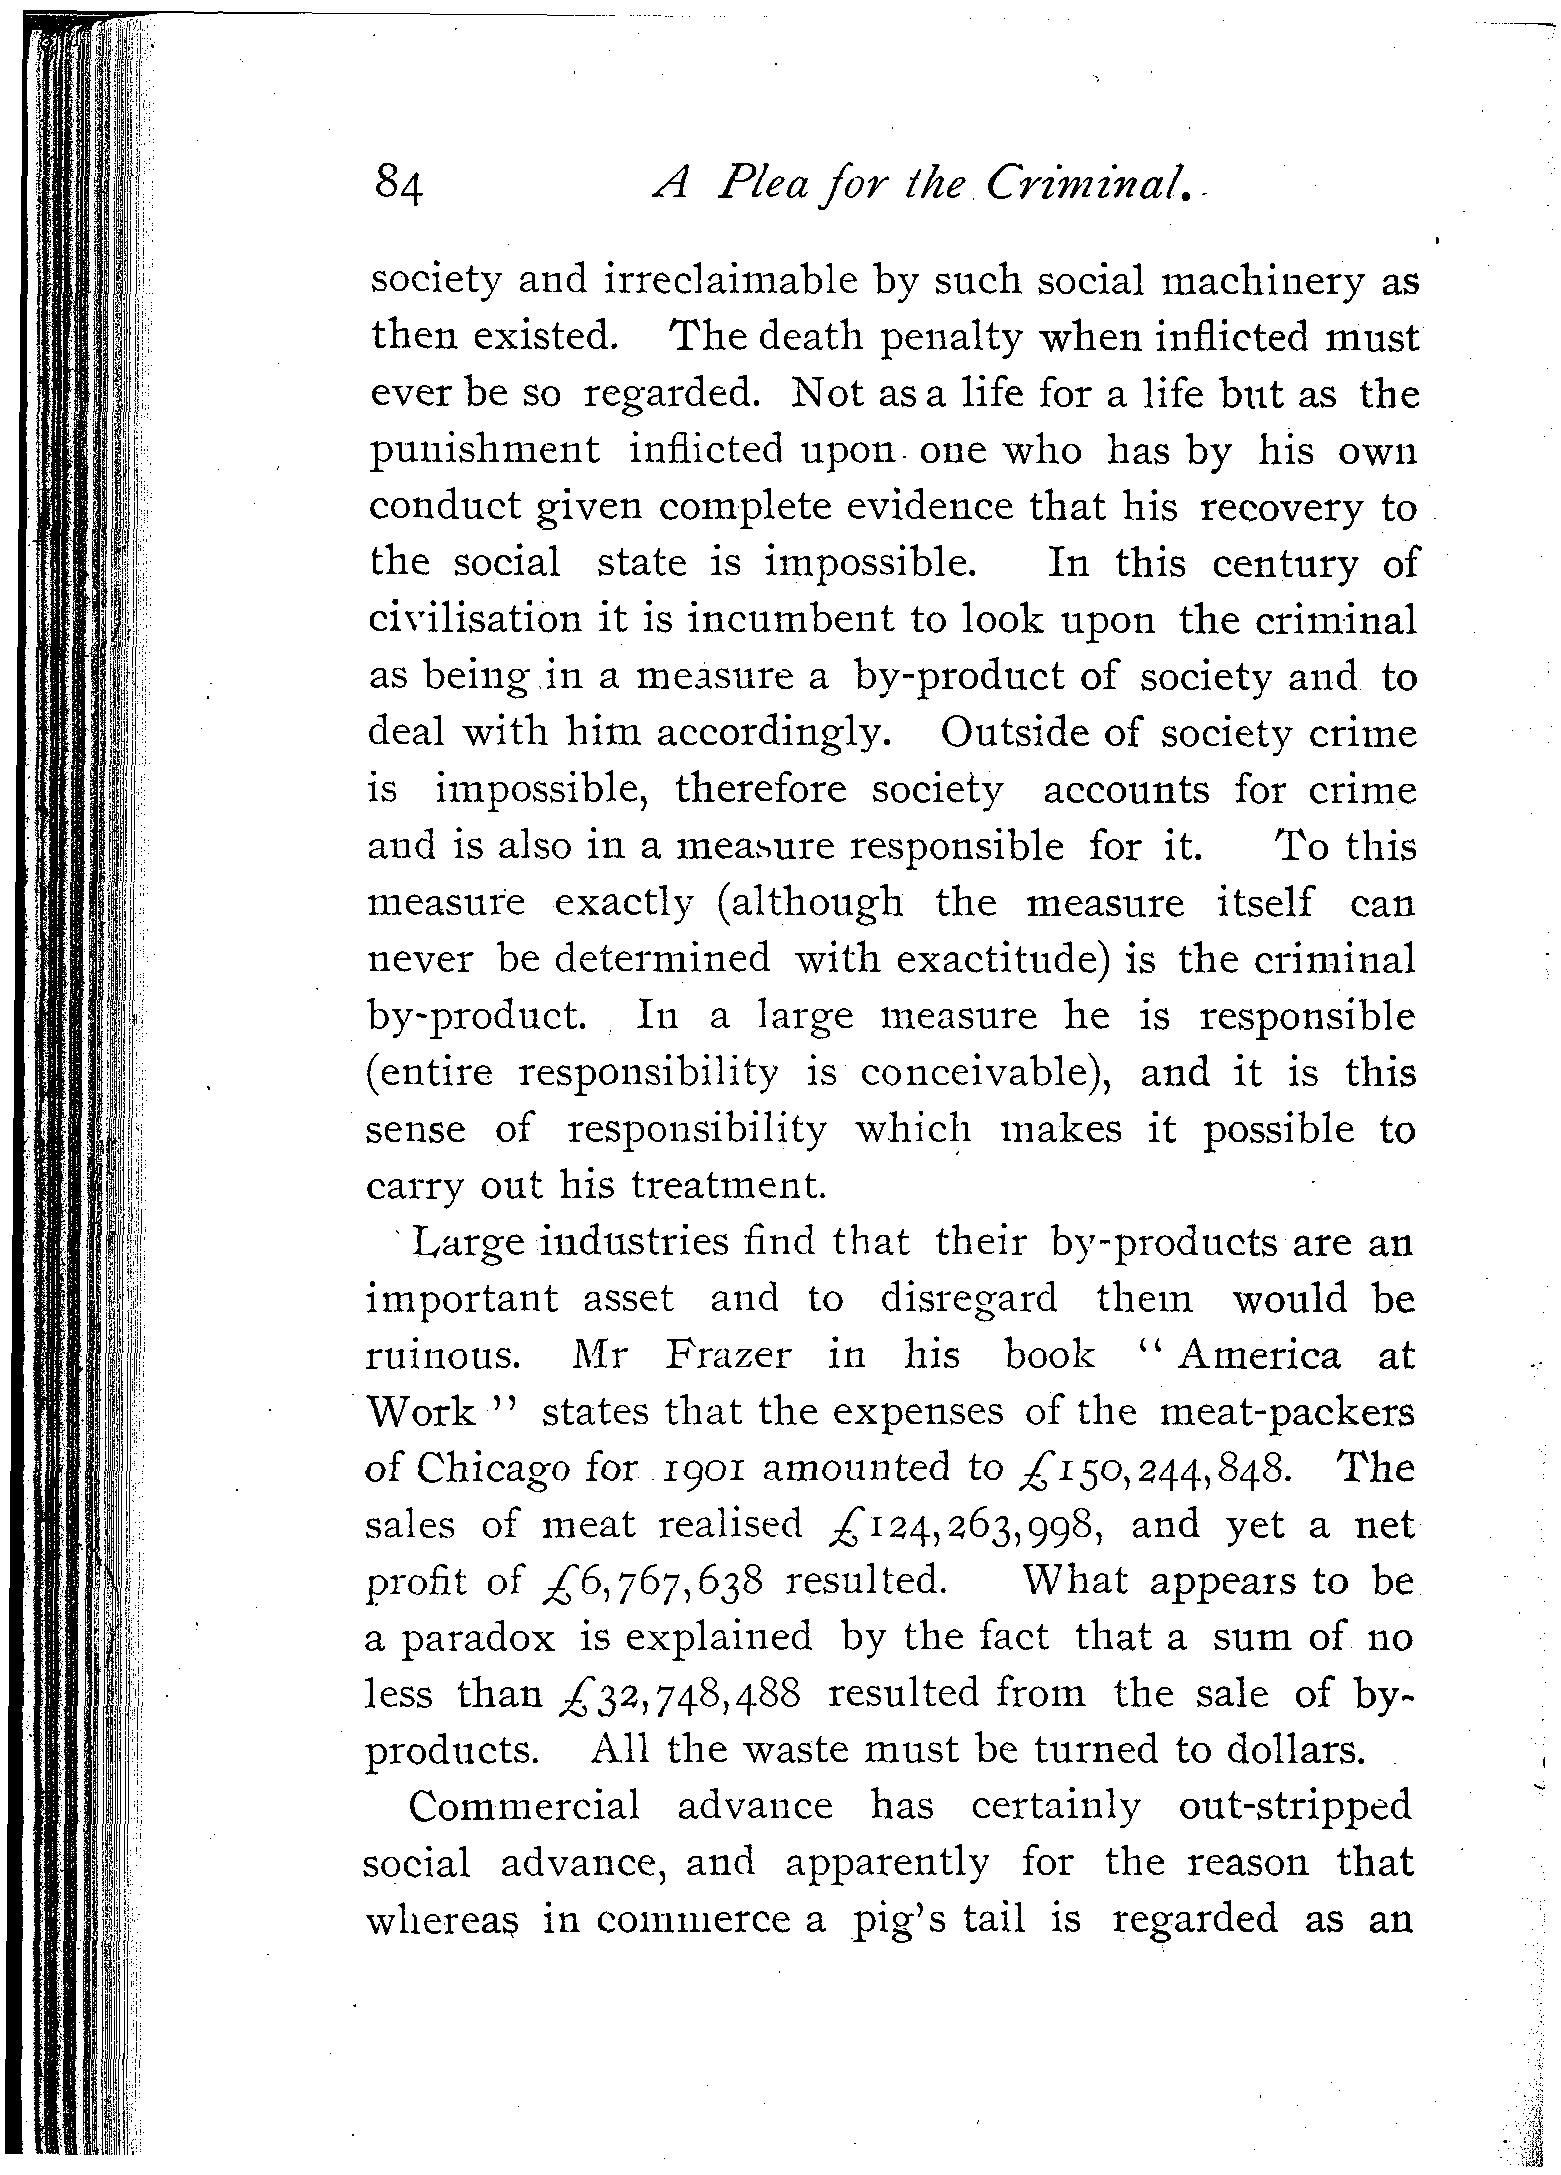 84 A Plea for the Criminal.
society and irreclaimable by such social machinery as
then existed. The death penalty when inflicted must
ever be so regarded. Not as a life for a life but as the
punishment inflicted upon one who has by his own
conduct given complete evidence that his recovery to
the social state is impossible. In this century of
civilisation it is incumbent to look upon the criminal
as being in a measure a by-product of society and to
deal with him accordingly. Outside of society crime
is impossible, therefore society accounts for crime
and is also in a measure responsible for it. To this
measure exactly (although the measure itself can
never be determined with exactitude) is the criminal
by-product. In a large measure he is responsible
(entire responsibility is conceivable), and it is this
sense of responsibility which makes it possible to
carry out his treatment.
Large industries find that their by-products are an
important asset and to disregard them would be
ruinous. Mr Frazer in his book " America at
Work " states that the expenses of the meat-packers
of Chicago for 1901 amounted to £150,244,848. The
sales of meat realised £124,263,998, and yet a net
profit of £6,767,638 resulted. What appears to be
a paradox is explained by the fact that a sum of no
less than £32,748,488 resulted from the sale of by-
products. All the waste must be turned to dollars.
Commercial advance has certainly out-stripped
social advance, and apparently for the reason that
whereas in commerce a pig's tail is regarded as an